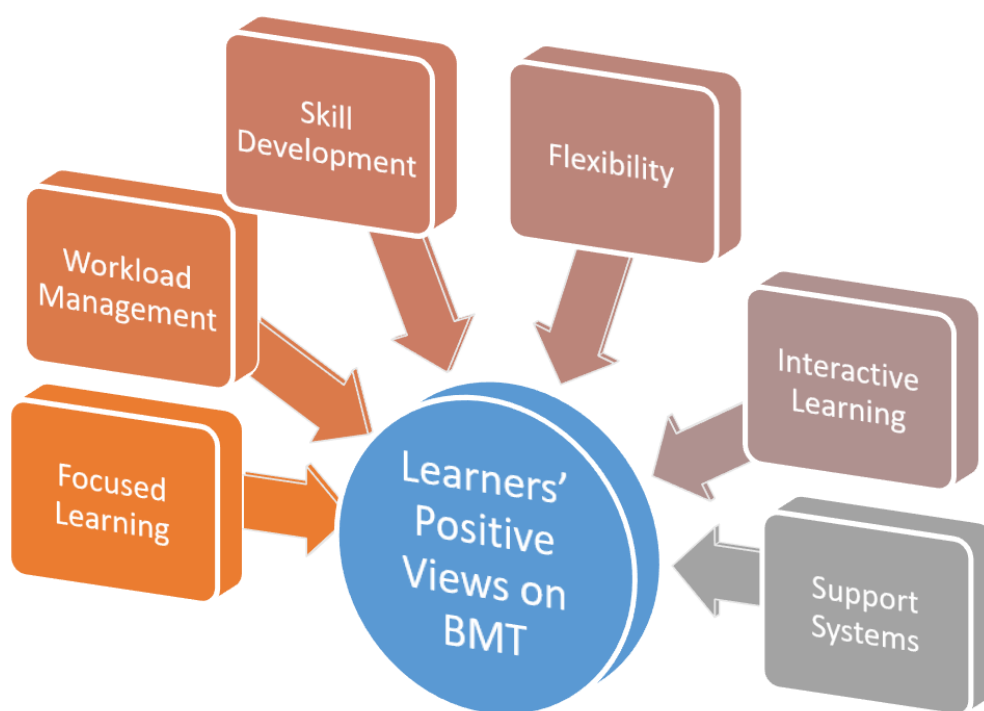 Skill
Development
Flexibility
Workload
Management
Interactive
Learning
Focused
Learning
Learners’
Positive
Views on
BMT
Support
Systems